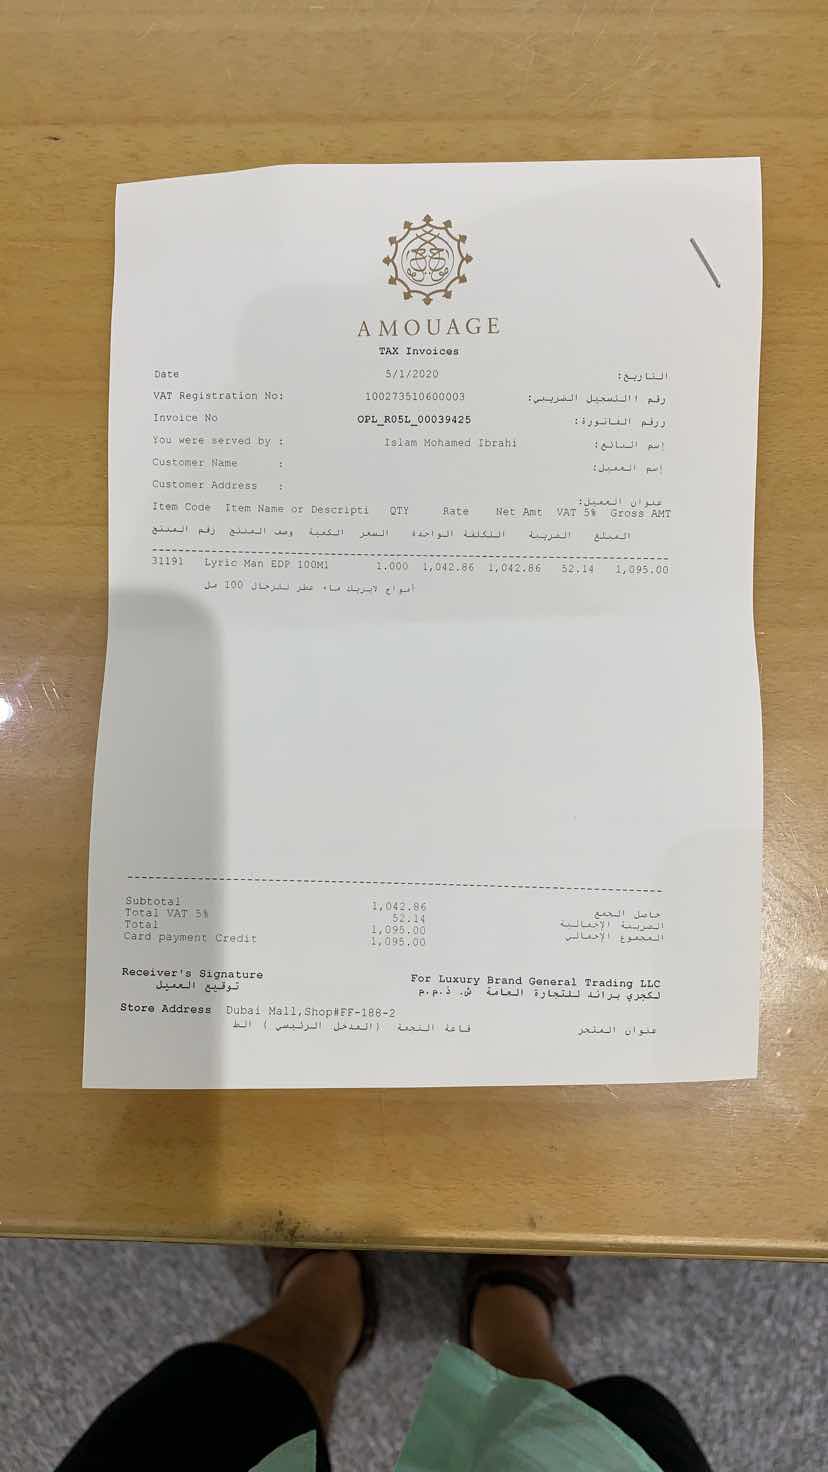 AMOUAGE
TAX Invoices
Date 5/1/2020 التاريخ:
VAT Registration No: 100273510600003 رقم االتسجيل الضريبي:
Invoice No OPL_R05L_00039425 ورقم الفاتورة:
You were served by : Islam Mohamed Ibrahi إسم البائع:
Customer Name : إسم العميل:
Customer Address : عنوان العميل:
Item Code Item Name or Descripti QTY Rate Net Amt VAT 5% Gross AMT
رقم المنتج وصف المنتج الكمية السعر التكلفة الواحدة الضريبة المبلغ
31191 Lyric Man EDP 100Ml 1.000 1,042.86 1,042.86 52.14 1,095.00
أمواج لايريك ماء عطر للرجال 100 مل
Subtotal 1,042.86 حاصل الجمع
Total VAT 5% 52.14 الضريبة الإجمالية
Total 1,095.00 المجموع الإجمالي
Card payment Credit 1,095.00
Receiver's Signature For Luxury Brand General Trading LLC
توقيع العميل لكجري براند للتجارة العامة ش. ذ.م.م
Store Address Dubai Mall,Shop#FF-188-2
قاعة النجمة (المدخل الرئيسي ) الط عنوان المتجر